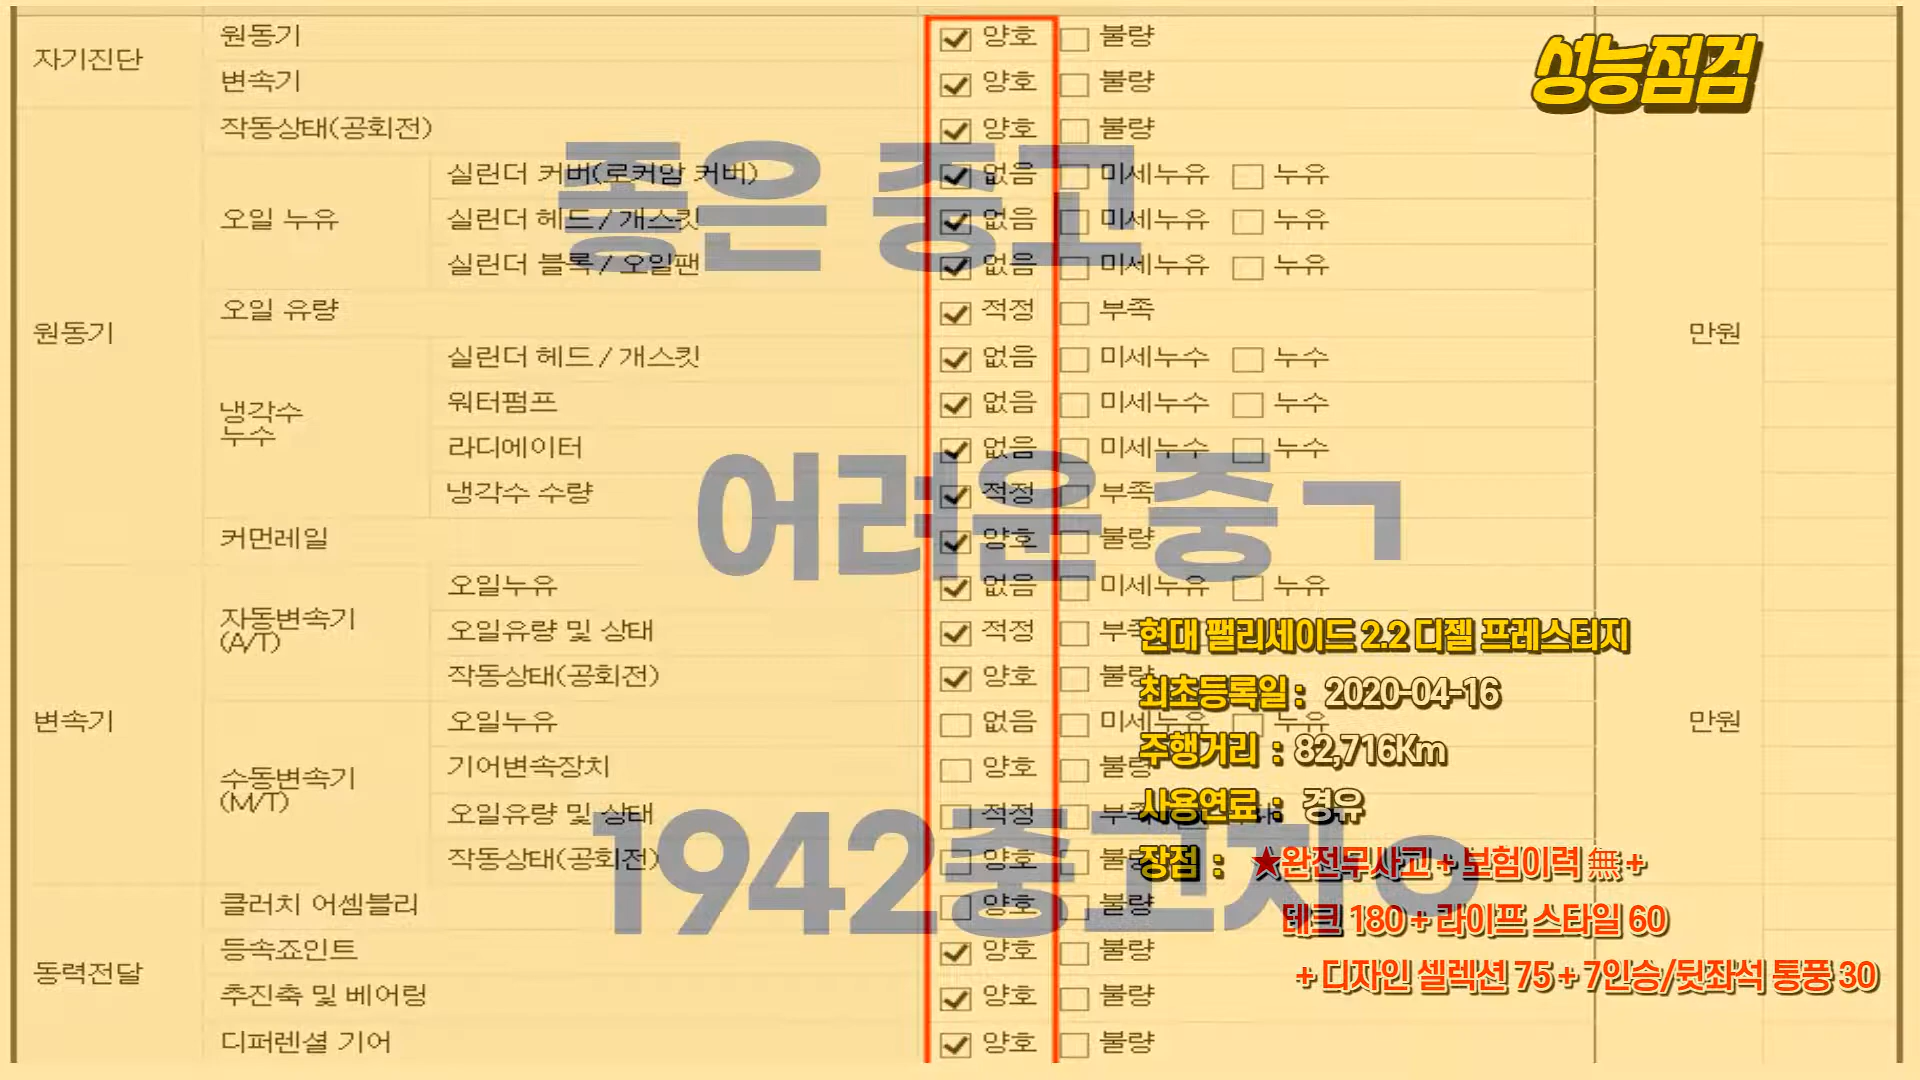 성능점검
자기진단
원동기 양호 불량
변속기 양호 불량
원동기
작동상태(공회전) 양호 불량
오일 누유
실린더 커버(로커암 커버) 없음 미세누유 누유
실린더 헤드 / 개스킷 없음 미세누유 누유
실린더 블록 / 오일팬 없음 미세누유 누유
오일 유량 적정 부족
만원
냉각수
누수
실린더 헤드 / 개스킷 없음 미세누수 누수
워터펌프 없음 미세누수 누수
라디에이터 없음 미세누수 누수
냉각수 수량 적정 부족
커먼레일 양호 불량
변속기
자동변속기
(A/T)
오일누유 없음 미세누유 누유
오일유량 및 상태 적정
작동상태(공회전) 양호 불량
만원
수동변속기
(M/T)
오일누유 없음 미세누유 누유
기어변속장치 양호 불량
오일유량 및 상태 적정
작동상태(공회전) 양호
동력전달
클러치 어셈블리 양호 불량
등속죠인트 양호 불량
추진축 및 베어링 양호 불량
디퍼렌셜 기어 양호 불량
좋은 중고
어려운 중ㄱ
1942중고차
현대 팰리세이드 2.2 디젤 프레스티지
최초등록일 : 2020-04-16
주행거리 : 82,716Km
사용연료 : 경유
장점 : ★완전무사고 + 보험이력 無 +
테크 180 + 라이프 스타일 60
+ 디자인 셀렉션 75 + 7인승/뒷좌석 통풍 30